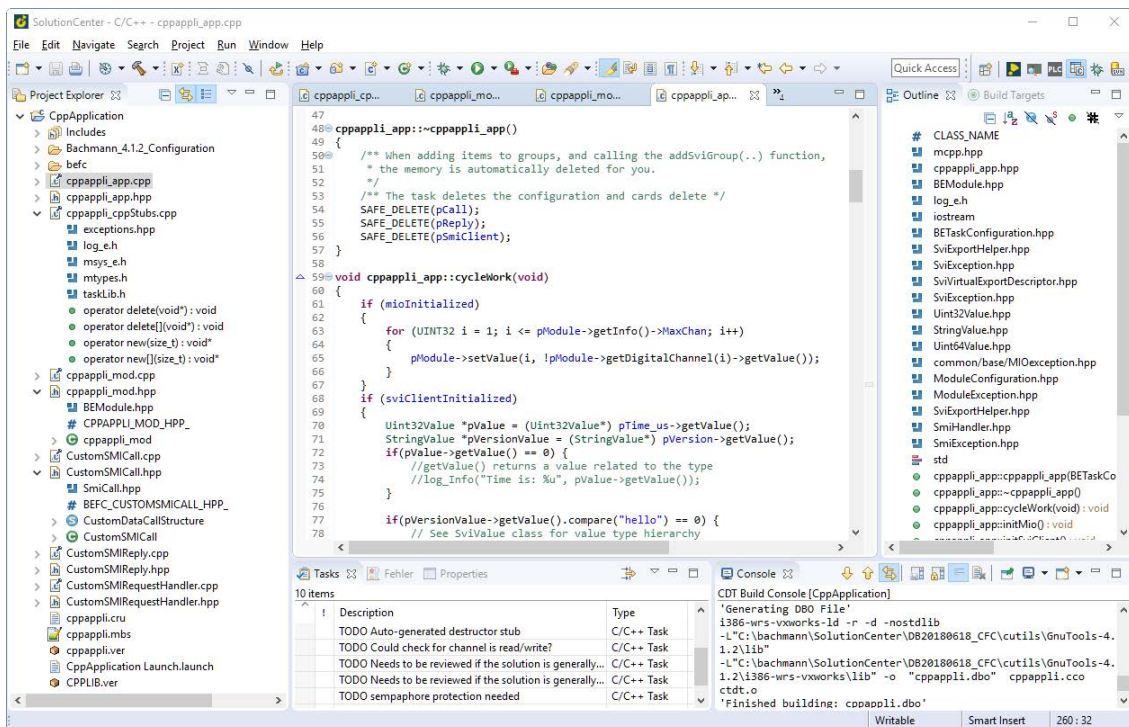 SolutionCenter - C/C++ - cppappli_app.cpp
File Edit Navigate Search Project Run Window Help
Quick Access
PLC
Project Explorer
CppApplication
Includes
Bachmann_4.1.2_Configuration
befc
cppappli_app.cpp
cppappli_app.hpp
cppappli_cppStubs.cpp
exceptions.hpp
log_e.h
msys_e.h
mtypes.h
taskLib.h
operator delete(void*) : void
operator delete[](void*) : void
operator new(size_t) : void*
operator new[](size_t) : void*
cppappli_mod.cpp
cppappli_mod.hpp
BEModule.hpp
CPPAPPLI_MOD_HPP_
cppappli_mod
CustomSMICall.cpp
CustomSMICall.hpp
SmiCall.hpp
BEFC_CUSTOMSMICALL_HPP_
CustomDataCallStructure
CustomSMICall
CustomSMIReply.cpp
CustomSMIReply.hpp
CustomSMIRequestHandler.cpp
CustomSMIRequestHandler.hpp
cppappli.cru
cppappli.mbs
cppappli.ver
CppApplication Launch.launch
CPPLIB.ver
cppappli_cp... cppappli_mo... cppappli_mo... cppappli_ap... »4
47
48 cppappli_app::~cppappli_app()
49 {
50 /** When adding items to groups, and calling the addSviGroup(..) function,
51 * the memory is automatically deleted for you.
52 */
53 /** The task deletes the configuration and cards delete */
54 SAFE_DELETE(pCall);
55 SAFE_DELETE(pReply);
56 SAFE_DELETE(pSmiClient);
57 }
58
59 void cppappli_app::cycleWork(void)
60 {
61 if (mioInitialized)
62 {
63 for (UINT32 i = 1; i <= pModule->getInfo()->MaxChan; i++)
64 {
65 pModule->setValue(i, !pModule->getDigitalChannel(i)->getValue());
66 }
67 }
68 if (sviClientInitialized)
69 {
70 Uint32Value *pValue = (Uint32Value*) pTime_us->getValue();
71 StringValue *pVersionValue = (StringValue*) pVersion->getValue();
72 if(pValue->getValue() == 0) {
73 //getValue() returns a value related to the type
74 //log_Info("Time is: %u", pValue->getValue());
75 }
76
77 if(pVersionValue->getValue().compare("hello") == 0) {
78 // See SviValue class for value type hierarchy
Outline Build Targets
# CLASS_NAME
mcpp.hpp
cppappli_app.hpp
BEModule.hpp
log_e.h
iostream
BETaskConfiguration.hpp
SviExportHelper.hpp
SviException.hpp
SviVirtualExportDescriptor.hpp
SviException.hpp
Uint32Value.hpp
StringValue.hpp
Uint64Value.hpp
common/base/MIOexception.hpp
ModuleConfiguration.hpp
ModuleException.hpp
SviExportHelper.hpp
SmiHandler.hpp
SmiException.hpp
std
cppappli_app::cppappli_app(BETaskCo
cppappli_app::~cppappli_app()
cppappli_app::cycleWork(void) : void
cppappli_app::initMio() : void
Tasks Fehler Properties
10 items
! Description Type
TODO Auto-generated destructor stub C/C++ Task
TODO Could check for channel is read/write? C/C++ Task
TODO Needs to be reviewed if the solution is generally... C/C++ Task
TODO Needs to be reviewed if the solution is generally... C/C++ Task
TODO sempaphore protection needed C/C++ Task
Console
CDT Build Console [CppApplication]
'Generating DBO File'
i386-wrs-vxworks-ld -r -d -nostdlib
-L"C:\bachmann\SolutionCenter\DB20180618_CFC\cutils\GnuTools-4.
1.2\lib"
-L"C:\bachmann\SolutionCenter\DB20180618_CFC\cutils\GnuTools-4.
1.2\i386-wrs-vxworks\lib" -o "cppappli.dbo" cppappli.cco
ctdt.o
'Finished building: cppappli.dbo'
Writable Smart Insert 260 : 32